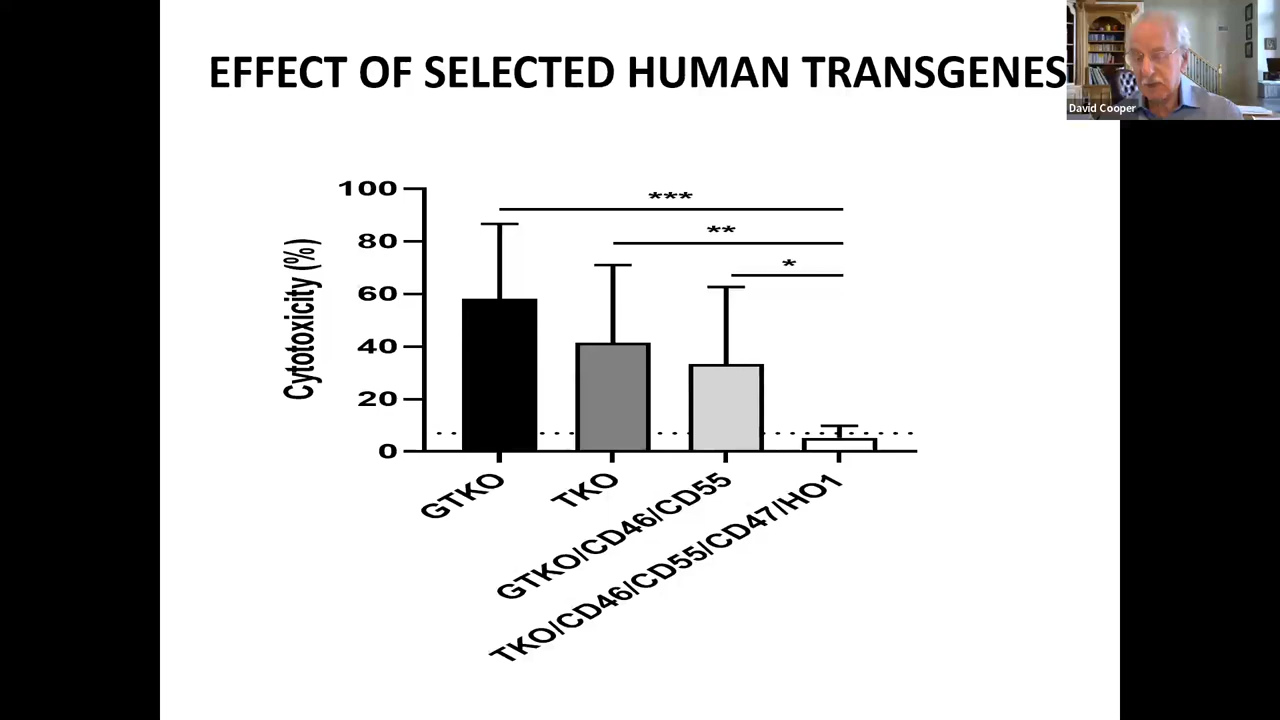 EFFECT OF SELECTED HUMAN TRANSGENES
David Cooper
Cytotoxicity (%)
100
80
60
40
20
0
***
**
*
GTKO
TKO
GTKO/CD46/CD55
TKO/CD46/CD55/CD47/HO1